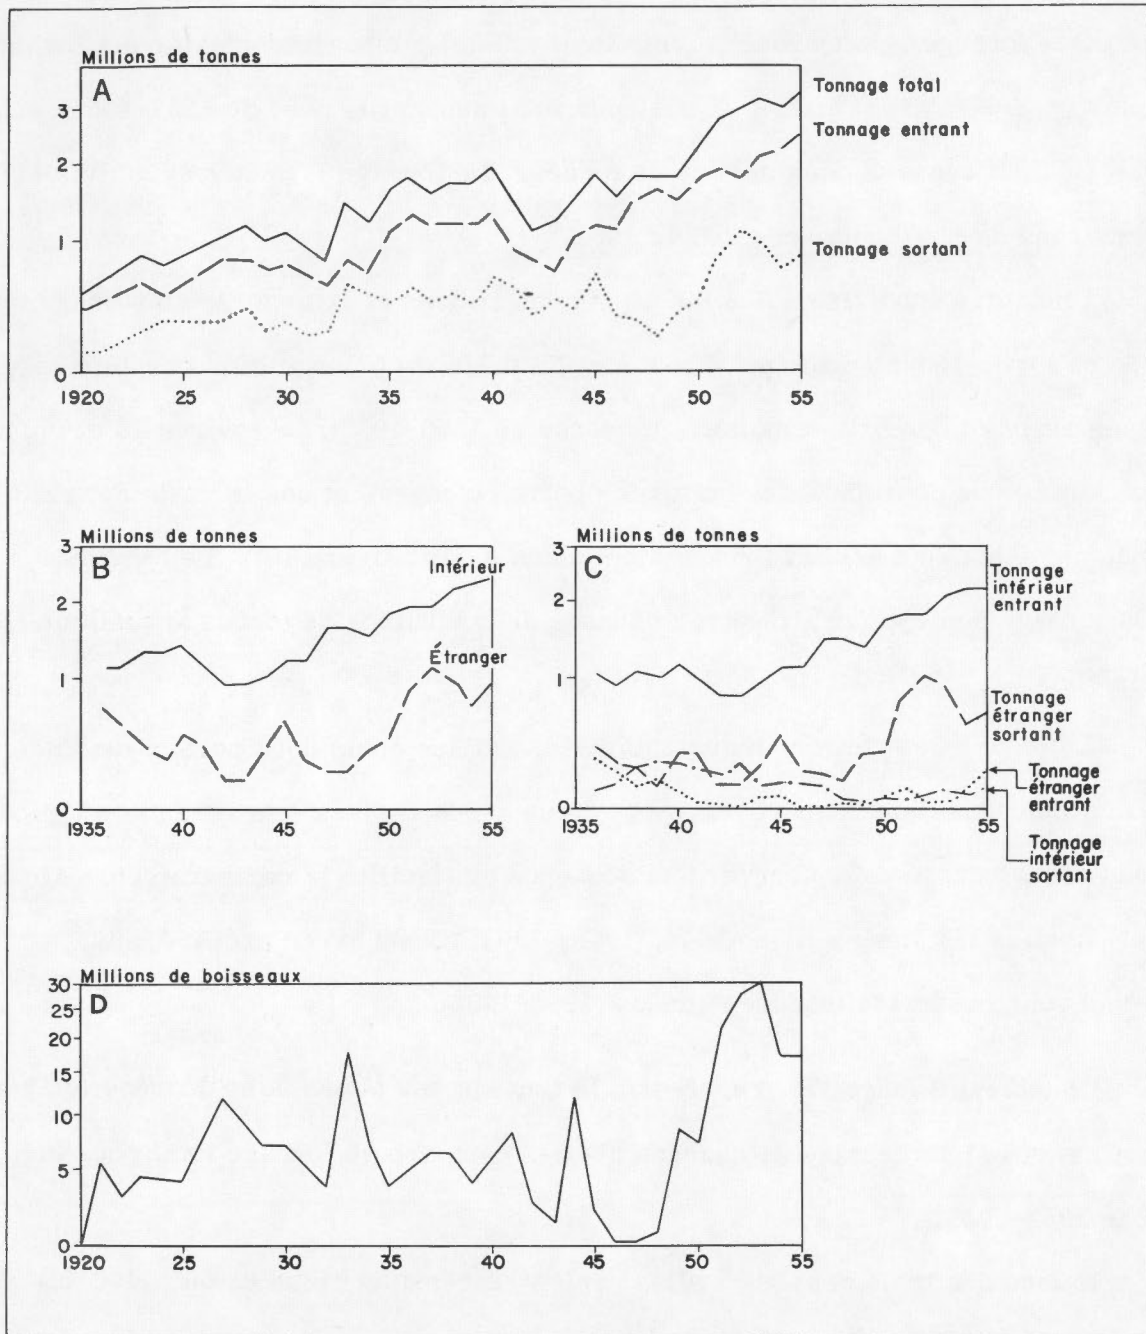 Millions de tonnes
A
3
2
1
0
1920
25
30
35
40
45
50
55
Tonnage total
Tonnage entrant
Tonnage sortant
Millions de tonnes
B
3
2
1
0
1935
40
45
50
55
Intérieur
Étranger
Millions de tonnes
C
3
2
1
0
1935
40
45
50
55
Tonnage
intérieur
entrant
Tonnage
étranger
sortant
Tonnage
étranger
entrant
Tonnage
intérieur
sortant
Millions de boisseaux
D
30
25
20
15
10
5
0
1920
25
30
35
40
45
50
55